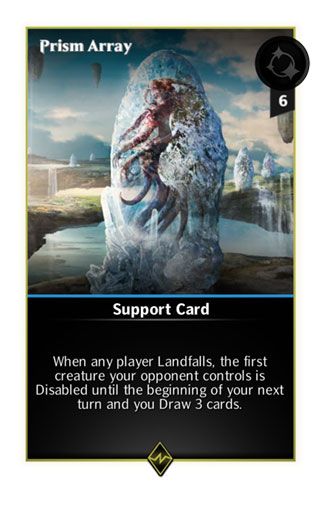 Prism Array
6
Support Card
When any player Landfalls, the first
creature your opponent controls is
Disabled until the beginning of your next
turn and you Draw 3 cards.